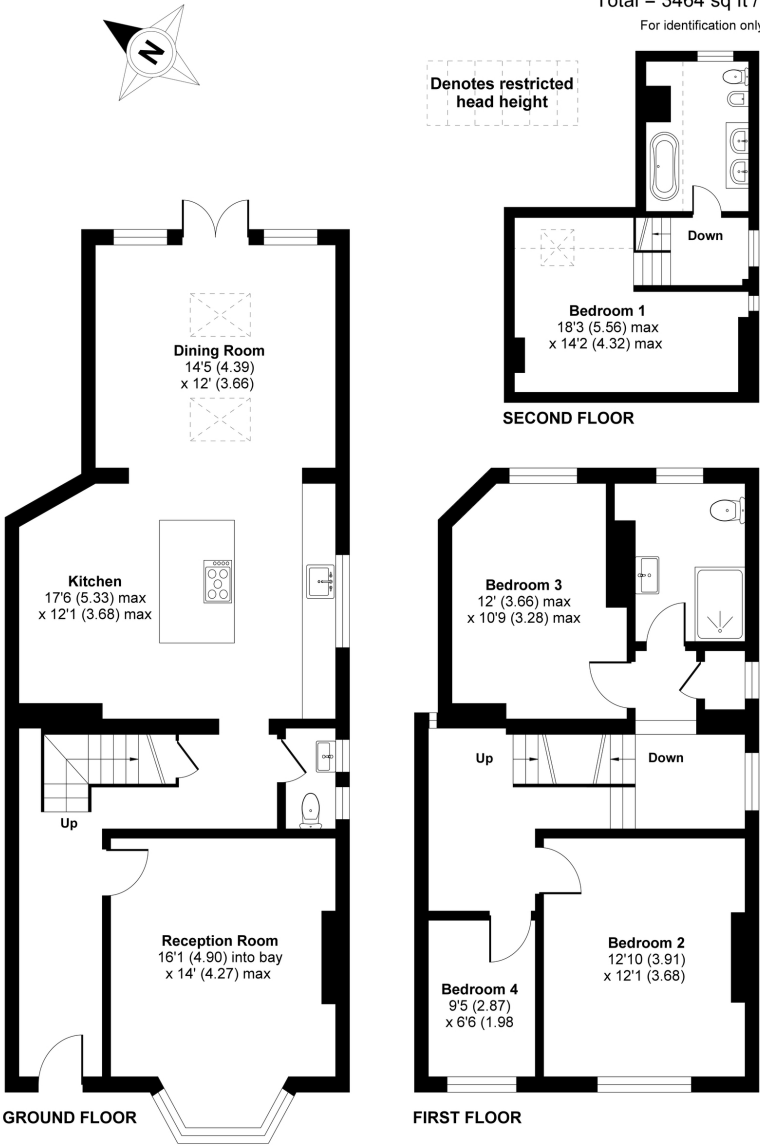 Total = 3464 sq ft /
For identification only
N
Denotes restricted
head height
Down
Bedroom 1
18'3 (5.56) max
x 14'2 (4.32) max
SECOND FLOOR
Dining Room
14'5 (4.39)
x 12' (3.66)
Kitchen
17'6 (5.33) max
x 12'1 (3.68) max
Up
Reception Room
16'1 (4.90) into bay
x 14' (4.27) max
GROUND FLOOR
Bedroom 3
12' (3.66) max
x 10'9 (3.28) max
Up
Down
Bedroom 2
12'10 (3.91)
x 12'1 (3.68)
Bedroom 4
9'5 (2.87)
x 6'6 (1.98
FIRST FLOOR